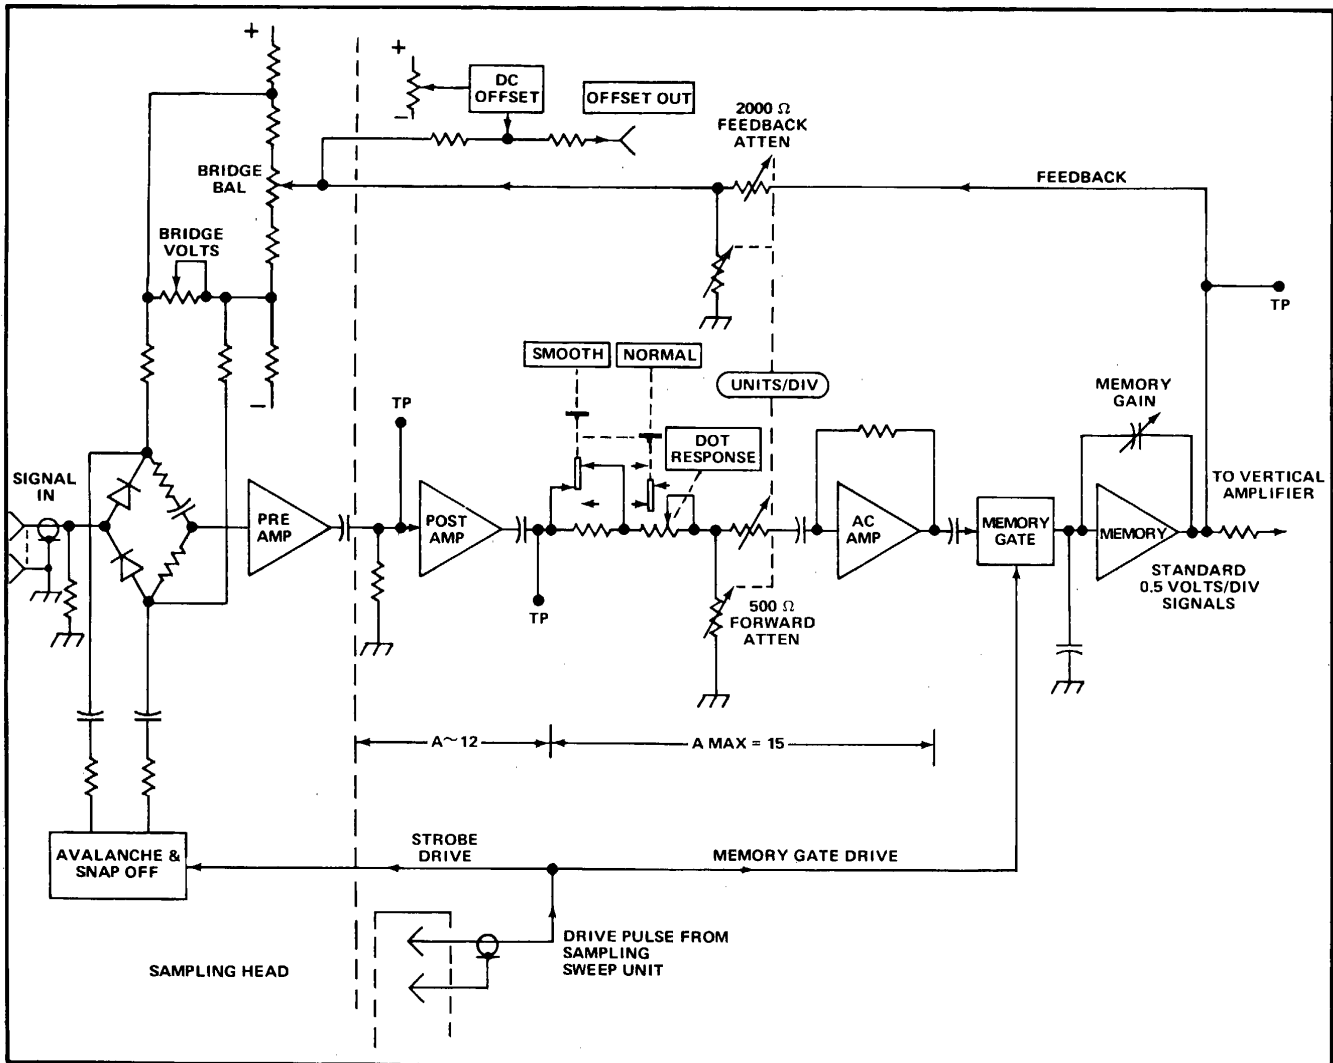 +
+
DC
OFFSET
OFFSET OUT
2000 Ω
FEEDBACK
ATTEN
−
BRIDGE
BAL
FEEDBACK
BRIDGE
VOLTS
TP
SMOOTH
NORMAL
UNITS/DIV
MEMORY
GAIN
−
TP
DOT
RESPONSE
SIGNAL
IN
TO VERTICAL
AMPLIFIER
PRE
AMP
POST
AMP
AC
AMP
MEMORY
GATE
MEMORY
STANDARD
0.5 VOLTS/DIV
SIGNALS
TP
500 Ω
FORWARD
ATTEN
A~12
A MAX = 15
AVALANCHE &
SNAP OFF
STROBE
DRIVE
MEMORY GATE DRIVE
DRIVE PULSE FROM
SAMPLING
SWEEP UNIT
SAMPLING HEAD